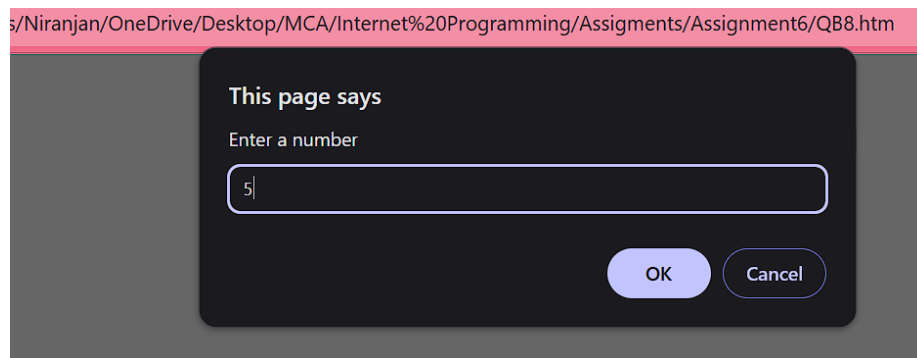 s/Niranjan/OneDrive/Desktop/MCA/Internet%20Programming/Assigments/Assignment6/QB8.htm
This page says
Enter a number
5
OK Cancel